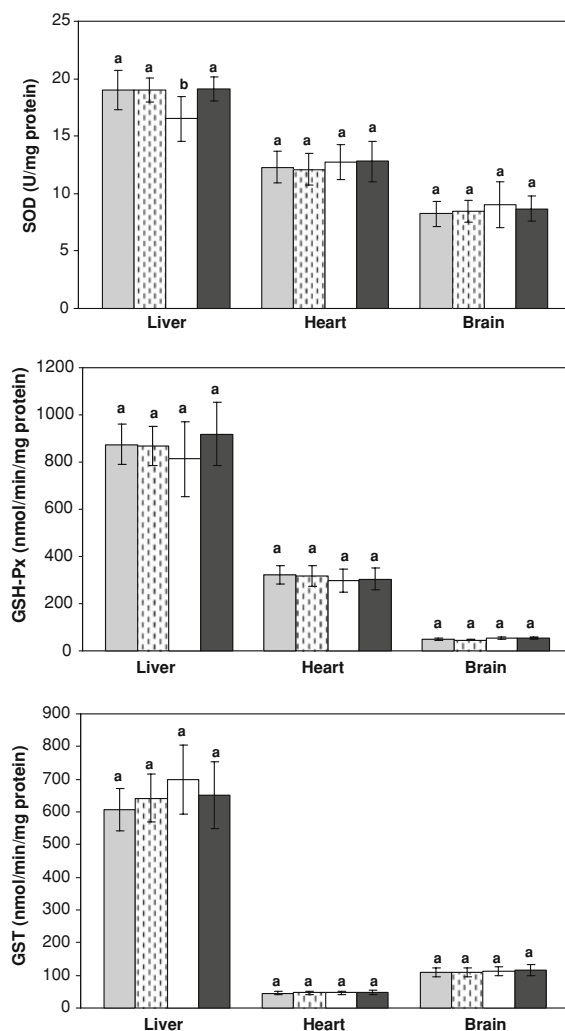 SOD (U/mg protein)
25
20
15
10
5
0
a a b a
a a a a
a a a a
Liver Heart Brain
GSH-Px (nmol/min/mg protein)
1200
1000
800
600
400
200
0
a a a a
a a a a
a a a a
Liver Heart Brain
GST (nmol/min/mg protein)
900
800
700
600
500
400
300
200
100
0
a a a a
a a a a
a a a a
Liver Heart Brain